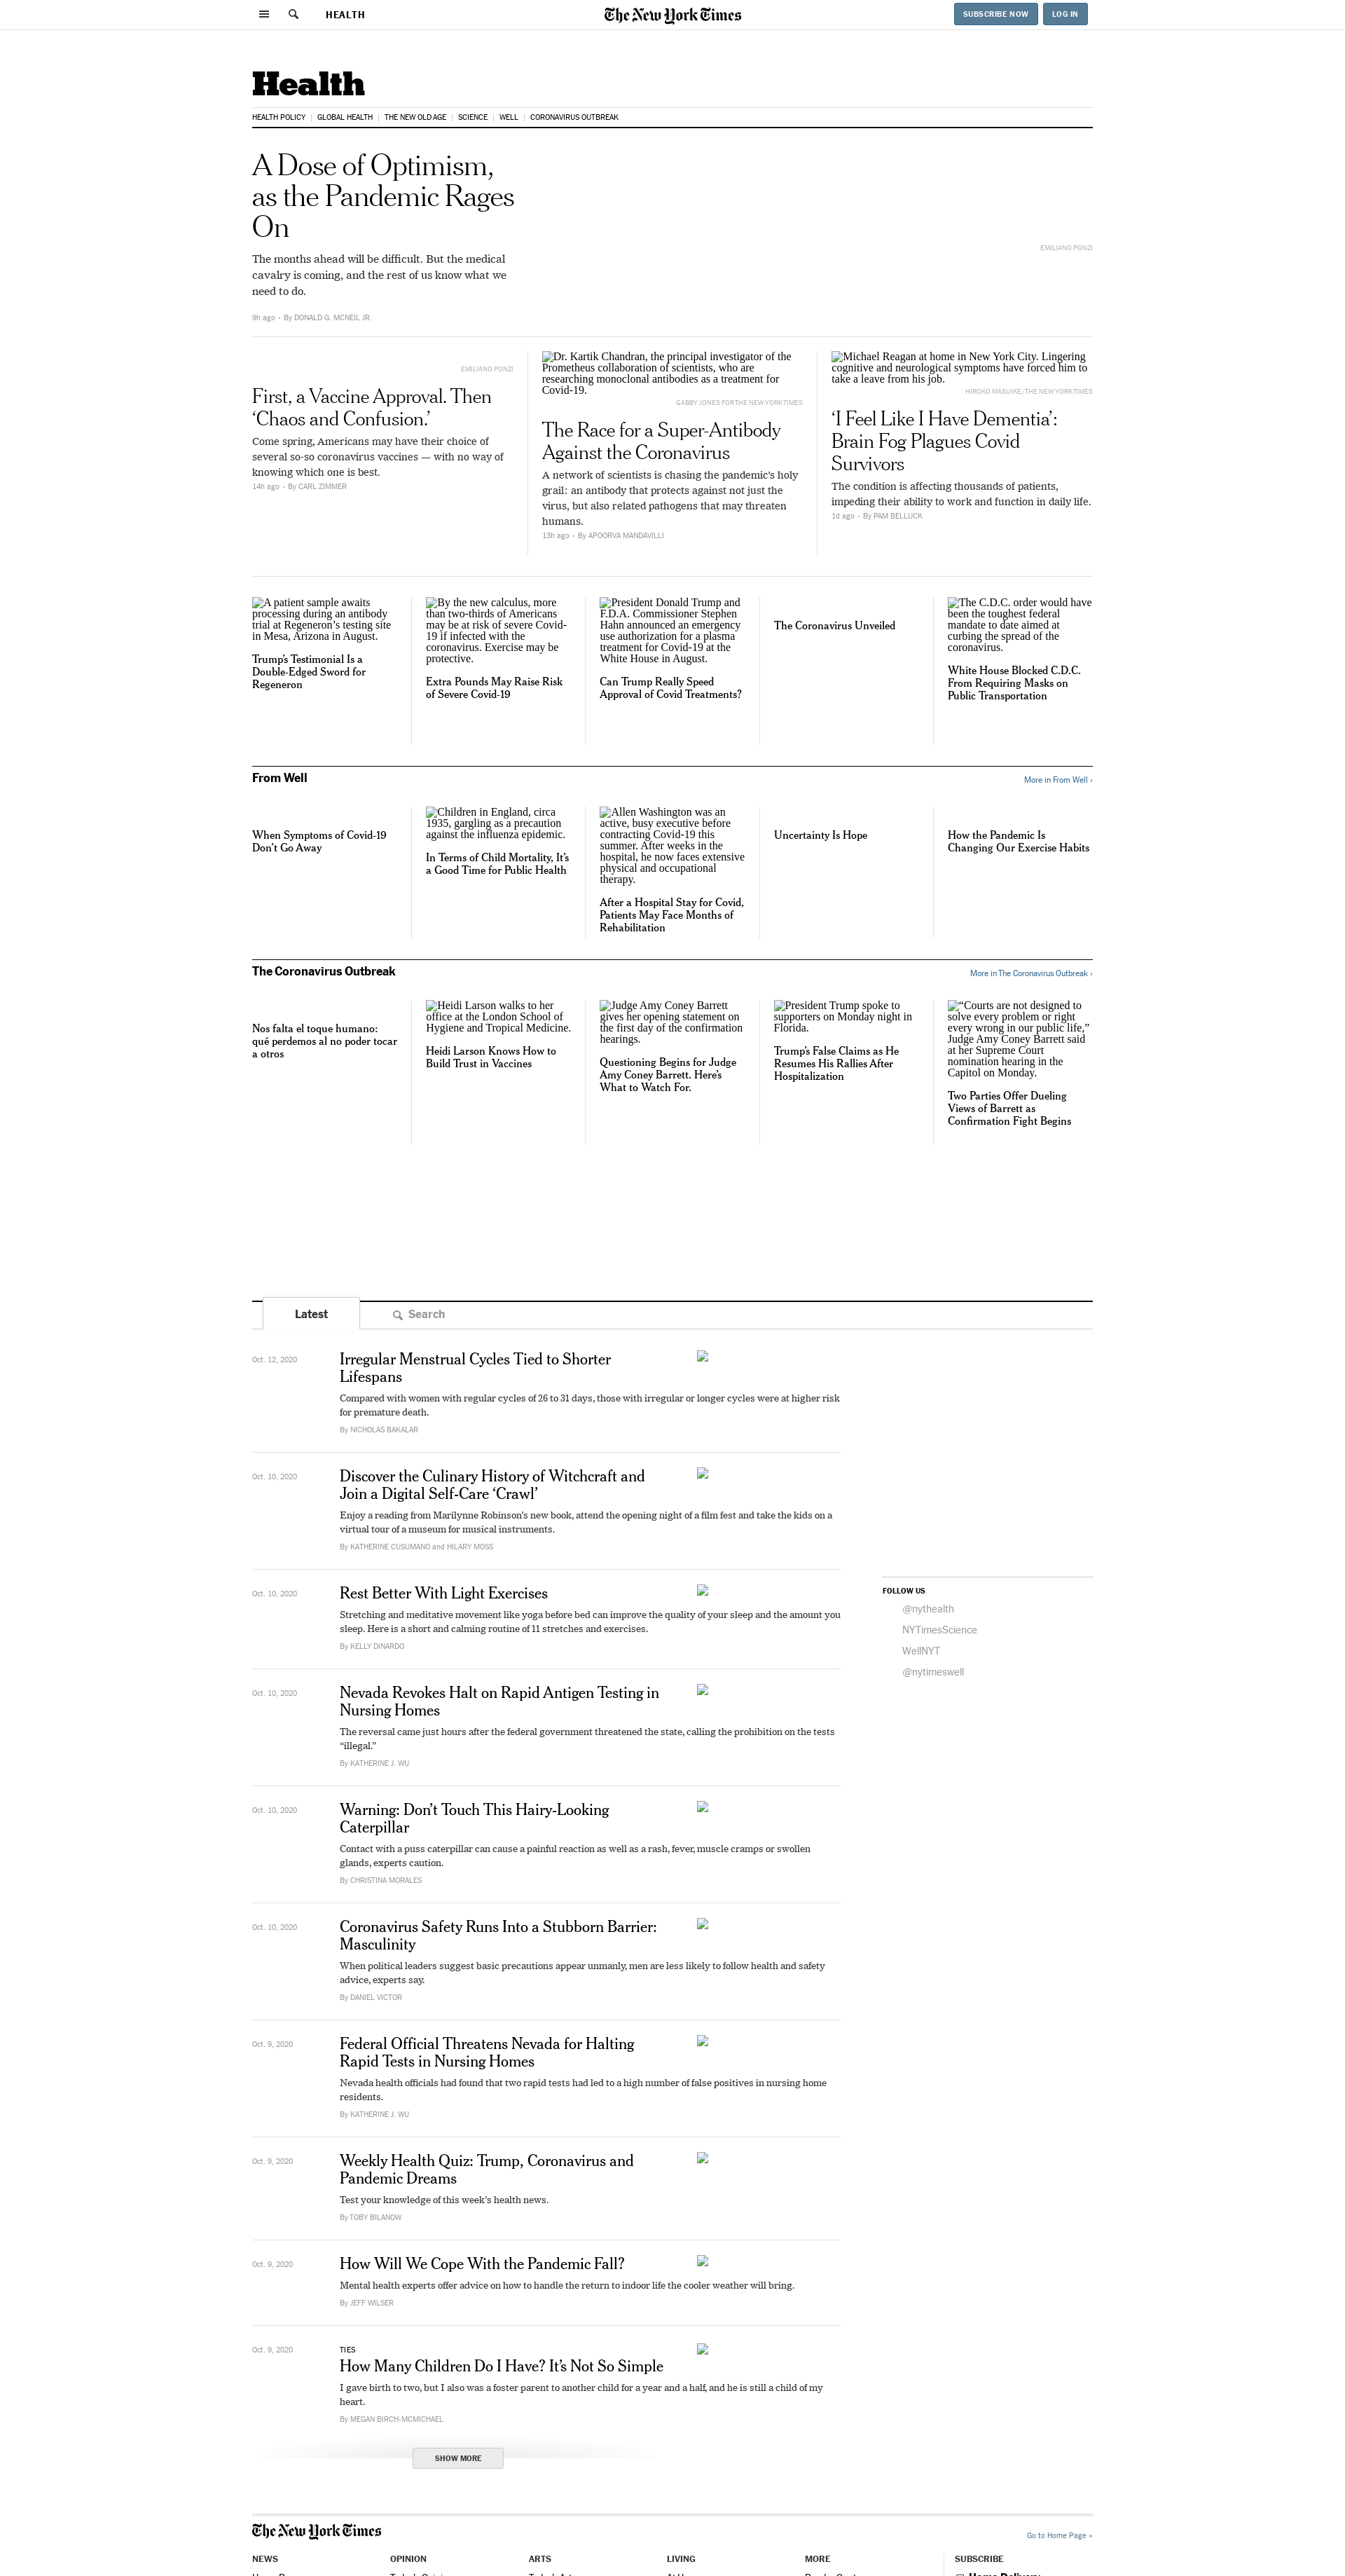 HEALTH
The New York Times
SUBSCRIBE NOW
LOG IN
Health
HEALTH POLICY
GLOBAL HEALTH
THE NEW OLD AGE
SCIENCE
WELL
CORONAVIRUS OUTBREAK
A Dose of Optimism,
as the Pandemic Rages
On
The months ahead will be difficult. But the medical
cavalry is coming, and the rest of us know what we
need to do.
9h ago • By DONALD G. MCNEIL JR.
EMILIANO PONZI
EMILIANO PONZI
First, a Vaccine Approval. Then
‘Chaos and Confusion.’
Come spring, Americans may have their choice of
several so-so coronavirus vaccines — with no way of
knowing which one is best.
14h ago • By CARL ZIMMER
Dr. Kartik Chandran, the principal investigator of the
Prometheus collaboration of scientists, who are
researching monoclonal antibodies as a treatment for
Covid-19.
GABBY JONES FOR THE NEW YORK TIMES
The Race for a Super-Antibody
Against the Coronavirus
A network of scientists is chasing the pandemic’s holy
grail: an antibody that protects against not just the
virus, but also related pathogens that may threaten
humans.
13h ago • By APOORVA MANDAVILLI
Michael Reagan at home in New York City. Lingering
cognitive and neurological symptoms have forced him to
take a leave from his job.
HIROKO MASUIKE/THE NEW YORK TIMES
‘I Feel Like I Have Dementia’:
Brain Fog Plagues Covid
Survivors
The condition is affecting thousands of patients,
impeding their ability to work and function in daily life.
1d ago • By PAM BELLUCK
A patient sample awaits
processing during an antibody
trial at Regeneron’s testing site
in Mesa, Arizona in August.
Trump’s Testimonial Is a
Double-Edged Sword for
Regeneron
By the new calculus, more
than two-thirds of Americans
may be at risk of severe Covid-
19 if infected with the
coronavirus. Exercise may be
protective.
Extra Pounds May Raise Risk
of Severe Covid-19
President Donald Trump and
F.D.A. Commissioner Stephen
Hahn announced an emergency
use authorization for a plasma
treatment for Covid-19 at the
White House in August.
Can Trump Really Speed
Approval of Covid Treatments?
The Coronavirus Unveiled
The C.D.C. order would have
been the toughest federal
mandate to date aimed at
curbing the spread of the
coronavirus.
White House Blocked C.D.C.
From Requiring Masks on
Public Transportation
From Well
More in From Well ›
When Symptoms of Covid-19
Don’t Go Away
Children in England, circa
1935, gargling as a precaution
against the influenza epidemic.
In Terms of Child Mortality, It’s
a Good Time for Public Health
Allen Washington was an
active, busy executive before
contracting Covid-19 this
summer. After weeks in the
hospital, he now faces extensive
physical and occupational
therapy.
After a Hospital Stay for Covid,
Patients May Face Months of
Rehabilitation
Uncertainty Is Hope
How the Pandemic Is
Changing Our Exercise Habits
The Coronavirus Outbreak
More in The Coronavirus Outbreak ›
Nos falta el toque humano:
qué perdemos al no poder tocar
a otros
Heidi Larson walks to her
office at the London School of
Hygiene and Tropical Medicine.
Heidi Larson Knows How to
Build Trust in Vaccines
Judge Amy Coney Barrett
gives her opening statement on
the first day of the confirmation
hearings.
Questioning Begins for Judge
Amy Coney Barrett. Here’s
What to Watch For.
President Trump spoke to
supporters on Monday night in
Florida.
Trump’s False Claims as He
Resumes His Rallies After
Hospitalization
“Courts are not designed to
solve every problem or right
every wrong in our public life,”
Judge Amy Coney Barrett said
at her Supreme Court
nomination hearing in the
Capitol on Monday.
Two Parties Offer Dueling
Views of Barrett as
Confirmation Fight Begins
Latest
Search
Oct. 12, 2020
Irregular Menstrual Cycles Tied to Shorter
Lifespans
Compared with women with regular cycles of 26 to 31 days, those with irregular or longer cycles were at higher risk
for premature death.
By NICHOLAS BAKALAR
Oct. 10, 2020
Discover the Culinary History of Witchcraft and
Join a Digital Self-Care ‘Crawl’
Enjoy a reading from Marilynne Robinson’s new book, attend the opening night of a film fest and take the kids on a
virtual tour of a museum for musical instruments.
By KATHERINE CUSUMANO and HILARY MOSS
Oct. 10, 2020
Rest Better With Light Exercises
Stretching and meditative movement like yoga before bed can improve the quality of your sleep and the amount you
sleep. Here is a short and calming routine of 11 stretches and exercises.
By KELLY DINARDO
FOLLOW US
@nythealth
NYTimesScience
WellNYT
@nytimeswell
Oct. 10, 2020
Nevada Revokes Halt on Rapid Antigen Testing in
Nursing Homes
The reversal came just hours after the federal government threatened the state, calling the prohibition on the tests
“illegal.”
By KATHERINE J. WU
Oct. 10, 2020
Warning: Don’t Touch This Hairy-Looking
Caterpillar
Contact with a puss caterpillar can cause a painful reaction as well as a rash, fever, muscle cramps or swollen
glands, experts caution.
By CHRISTINA MORALES
Oct. 10, 2020
Coronavirus Safety Runs Into a Stubborn Barrier:
Masculinity
When political leaders suggest basic precautions appear unmanly, men are less likely to follow health and safety
advice, experts say.
By DANIEL VICTOR
Oct. 9, 2020
Federal Official Threatens Nevada for Halting
Rapid Tests in Nursing Homes
Nevada health officials had found that two rapid tests had led to a high number of false positives in nursing home
residents.
By KATHERINE J. WU
Oct. 9, 2020
Weekly Health Quiz: Trump, Coronavirus and
Pandemic Dreams
Test your knowledge of this week’s health news.
By TOBY BILANOW
Oct. 9, 2020
How Will We Cope With the Pandemic Fall?
Mental health experts offer advice on how to handle the return to indoor life the cooler weather will bring.
By JEFF WILSER
Oct. 9, 2020
TIES
How Many Children Do I Have? It’s Not So Simple
I gave birth to two, but I also was a foster parent to another child for a year and a half, and he is still a child of my
heart.
By MEGAN BIRCH-MCMICHAEL
SHOW MORE
The New York Times
Go to Home Page »
NEWS
OPINION
ARTS
LIVING
MORE
SUBSCRIBE